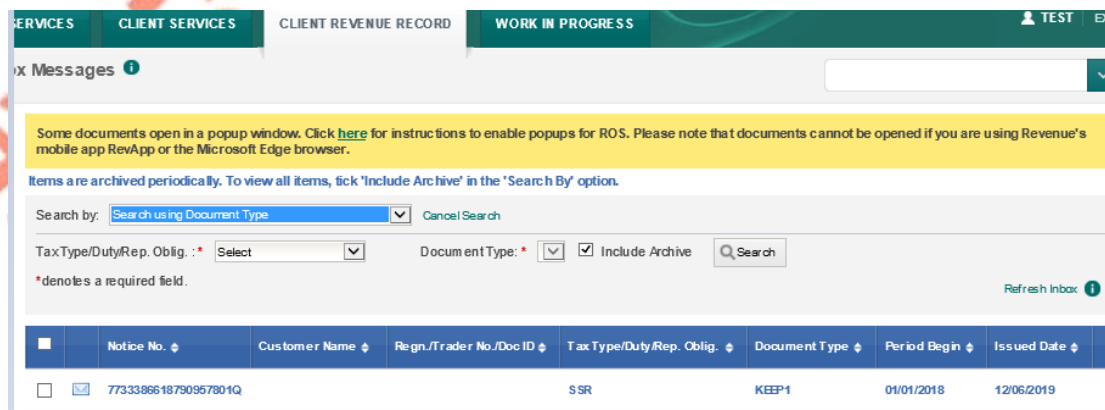 CLIENT SERVICES CLIENT REVENUE RECORD WORK IN PROGRESS TEST
Messages
Some documents open in a popup window. Click here for instructions to enable popups for ROS. Please note that documents cannot be opened if you are using Revenue's
mobile app RevApp or the Microsoft Edge browser.
Items are archived periodically. To view all items, tick 'Include Archive' in the 'Search By' option.
Search by: Search using Document Type Cancel Search
Tax Type/Duty/Rep. Oblig. :* Select Document Type: * Include Archive Search
*denotes a required field.
Refresh Inbox
Notice No. Customer Name Regn./Trader No./Doc ID Tax Type/Duty/Rep. Oblig. Document Type Period Begin Issued Date
7733386618790957801Q SSR KEEP1 01/01/2018 12/06/2019